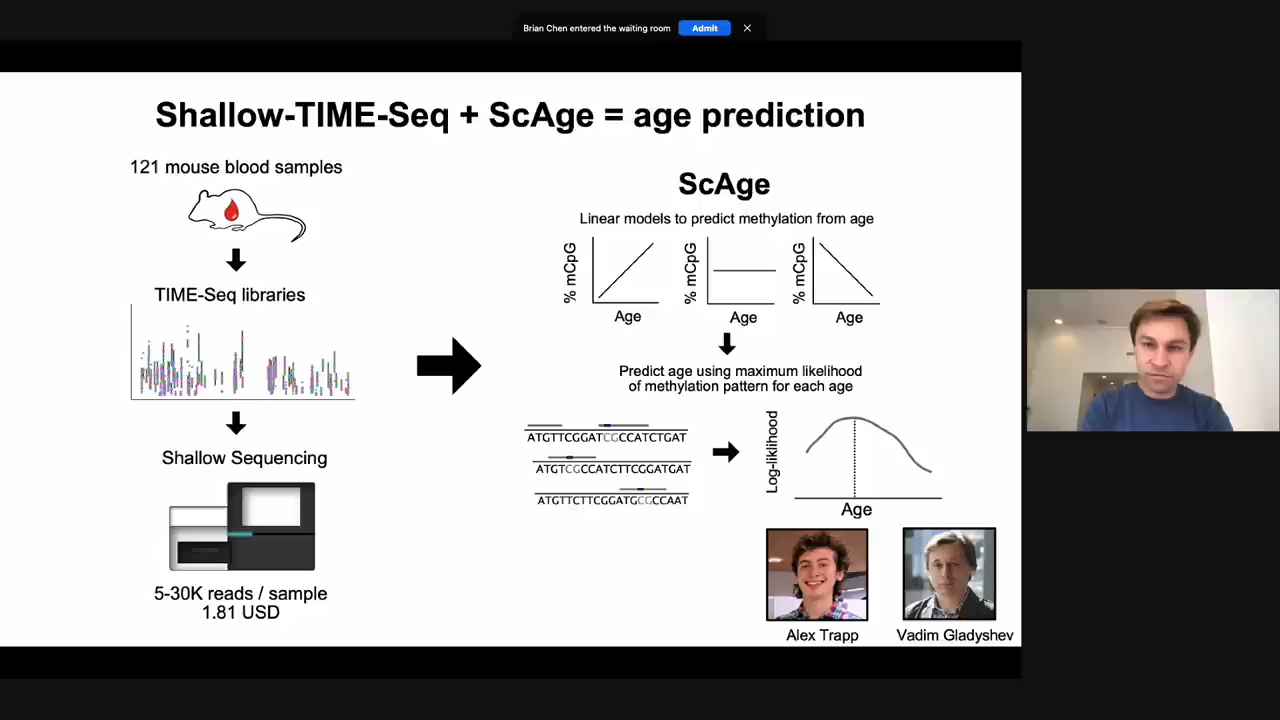 Brian Chen entered the waiting room
Admit
Shallow-TIME-Seq + ScAge = age prediction
121 mouse blood samples
TIME-Seq libraries
Shallow Sequencing
5-30K reads / sample
1.81 USD
ScAge
Linear models to predict methylation from age
% mCpG
Age
% mCpG
Age
% mCpG
Age
Predict age using maximum likelihood
of methylation pattern for each age
ATGTTCGGATCGCCATCTGAT
ATGTCGCCATCTTCGGATGAT
ATGTTCTTCGGATGCGCCAAT
Log-liklihood
Age
Alex Trapp
Vadim Gladyshev